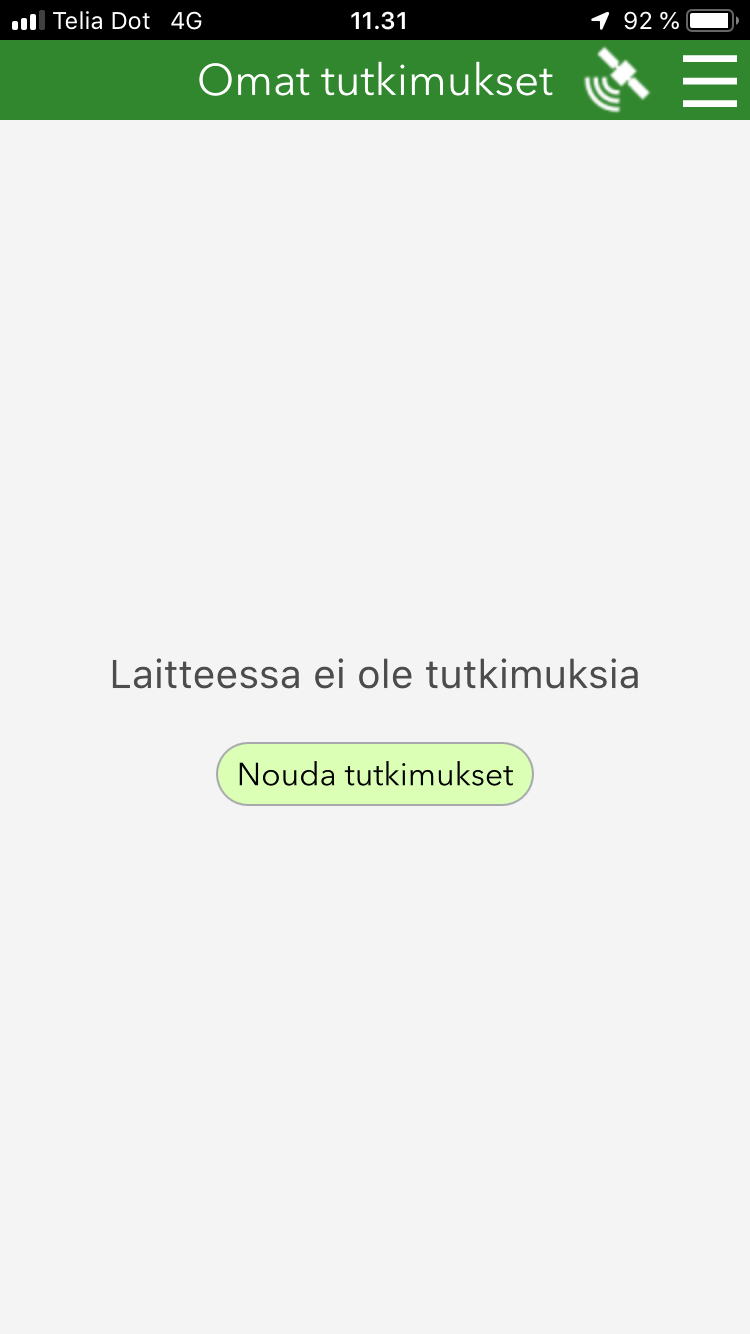 Telia Dot 4G 11.31 92 %
Omat tutkimukset
Laitteessa ei ole tutkimuksia
Nouda tutkimukset